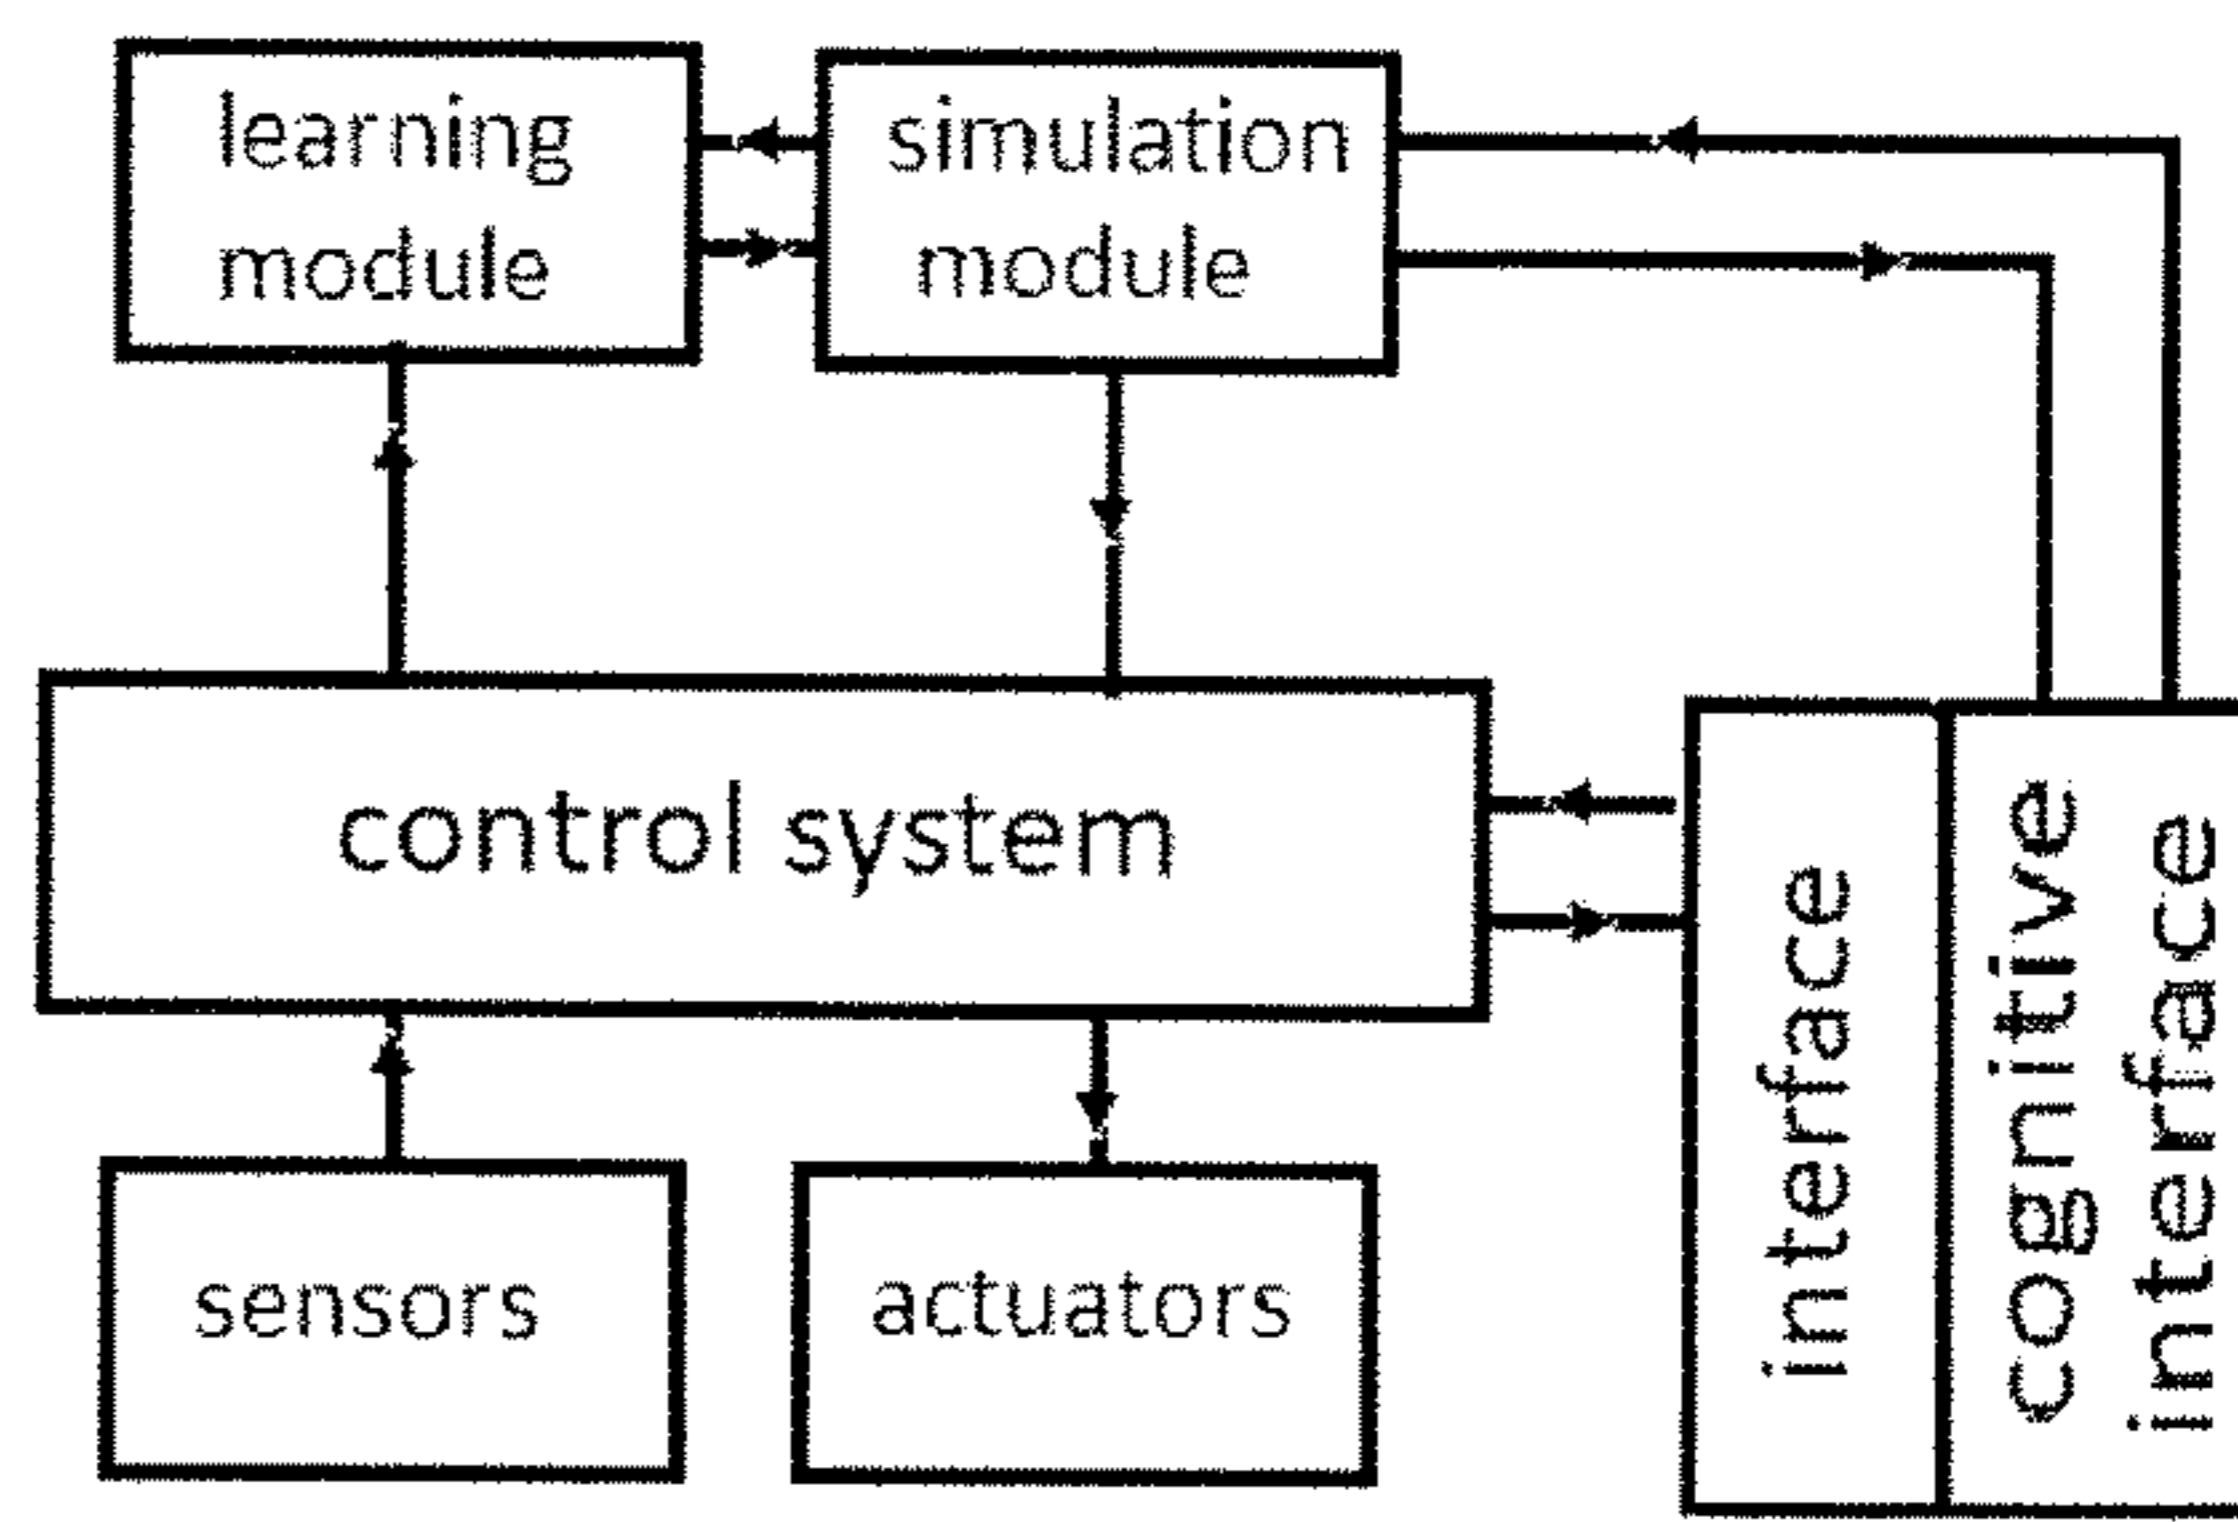 learning
module
simulation
module
control system
interface
cognitive
interface
sensors
actuators